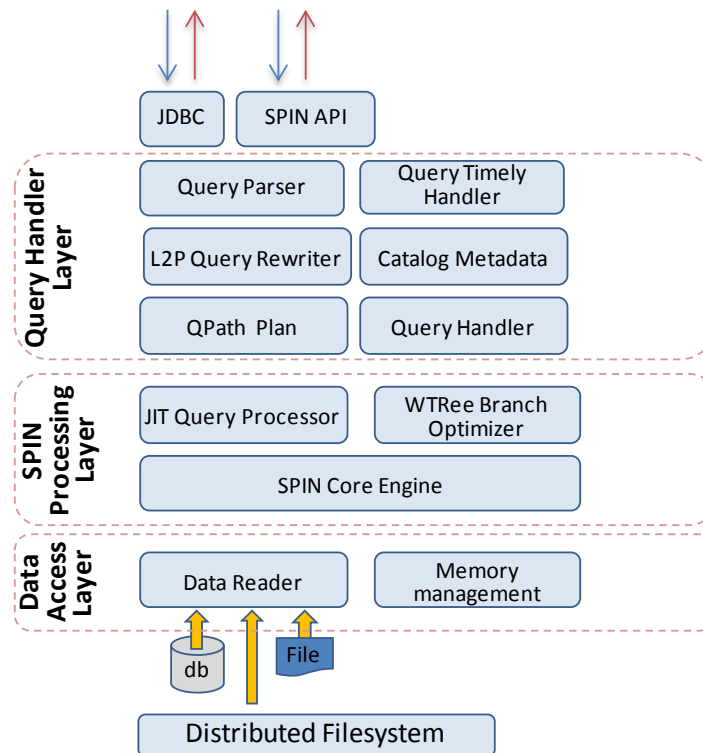 JDBC
SPIN API
Query Handler
Layer
Query Parser
Query Timely
Handler
L2P Query Rewriter
Catalog Metadata
QPath Plan
Query Handler
SPIN
Processing
Layer
JIT Query Processor
WTRee Branch
Optimizer
SPIN Core Engine
Data
Access
Layer
Data Reader
Memory
management
db
File
Distributed Filesystem